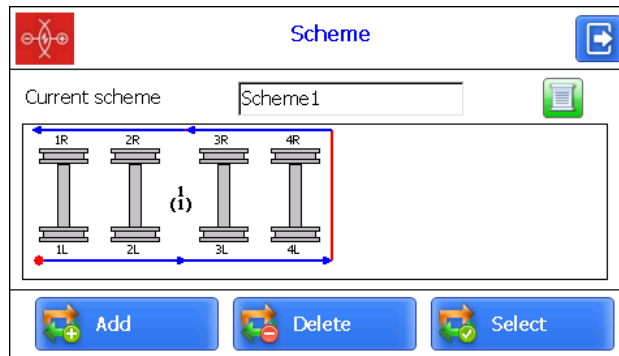 Scheme
Current scheme Scheme1
1R 2R 3R 4R
1
(1)
1L 2L 3L 4L
Add Delete Select